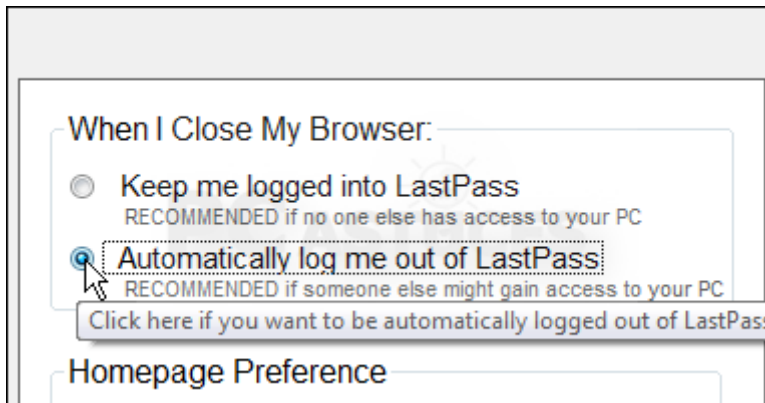 When I Close My Browser:
Keep me logged into LastPass
RECOMMENDED if no one else has access to your PC
Automatically log me out of LastPass
RECOMMENDED if someone else might gain access to your PC
Click here if you want to be automatically logged out of LastPas
Homepage Preference